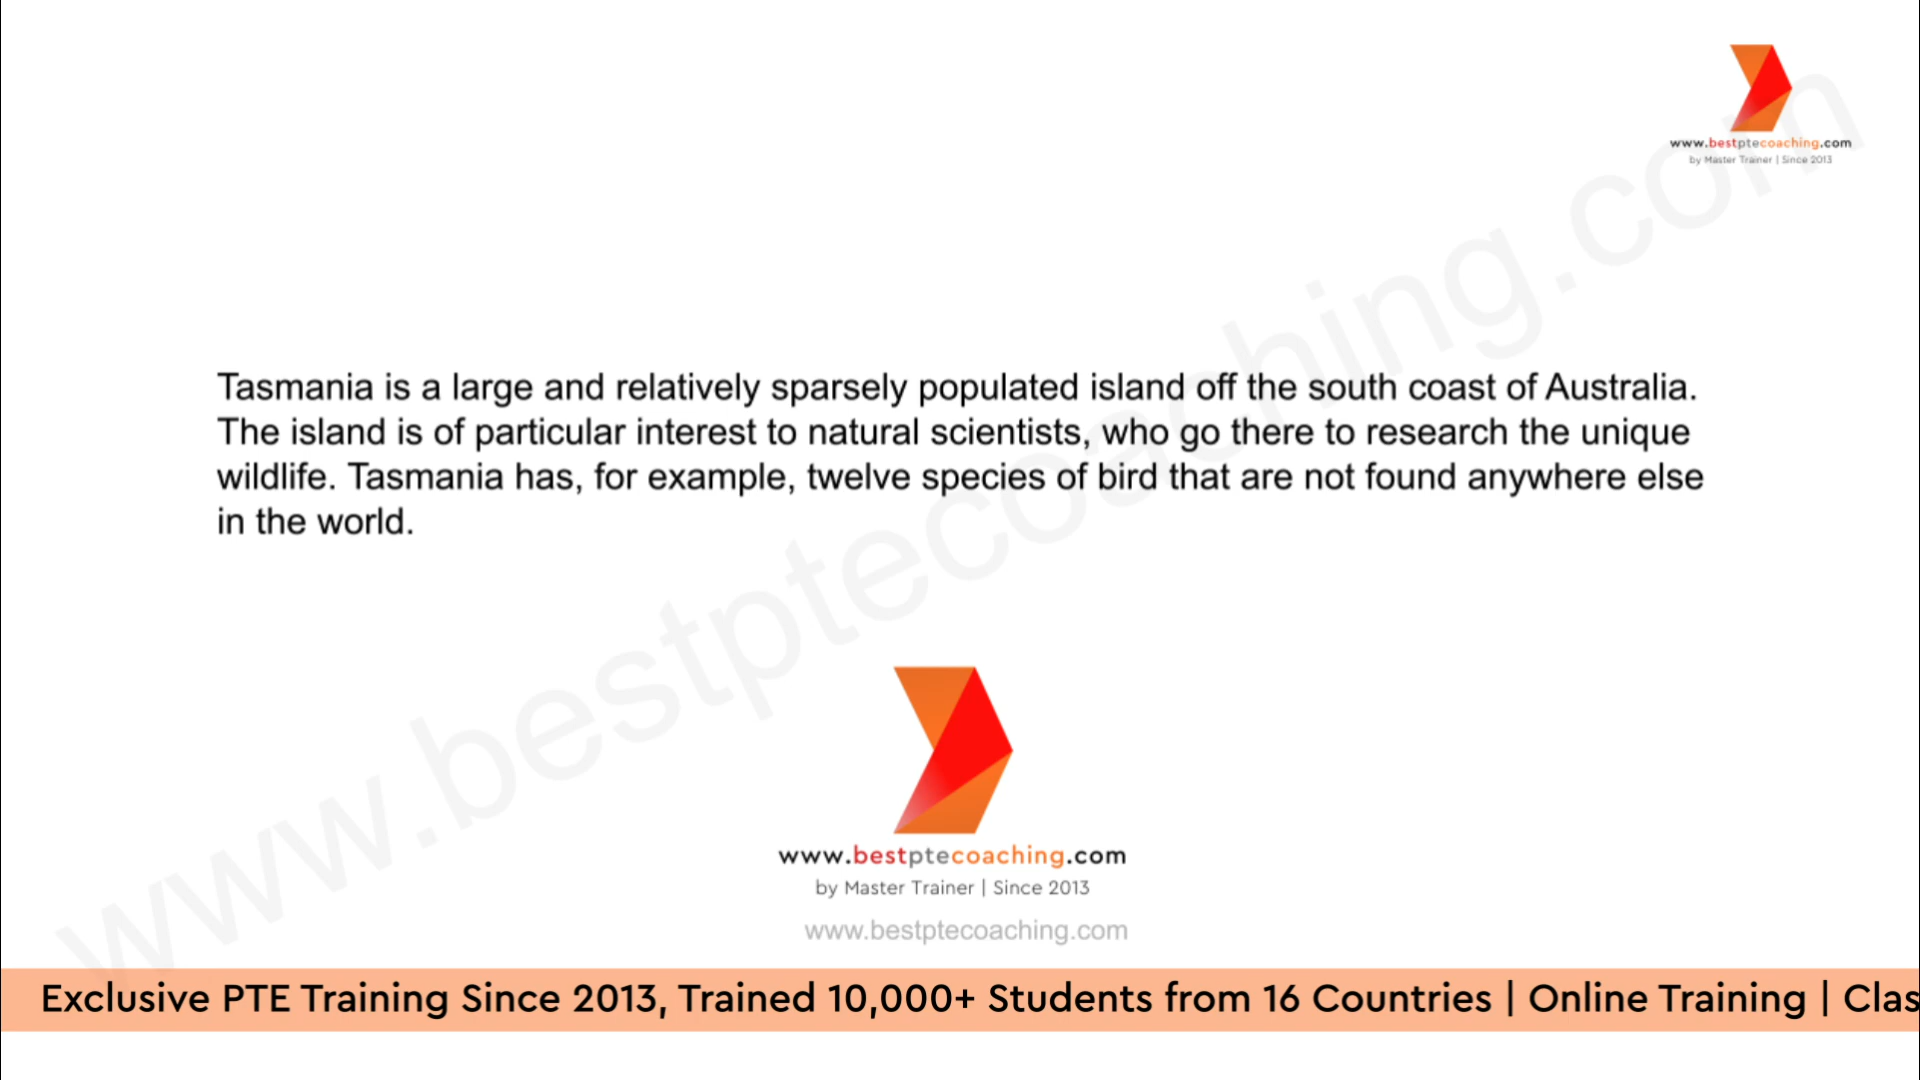 www.bestptecoaching.com
by Master Trainer | Since 2013
Tasmania is a large and relatively sparsely populated island off the south coast of Australia.
The island is of particular interest to natural scientists, who go there to research the unique
wildlife. Tasmania has, for example, twelve species of bird that are not found anywhere else
in the world.
www.bestptecoaching.com
www.bestptecoaching.com
by Master Trainer | Since 2013
www.bestptecoaching.com
Exclusive PTE Training Since 2013, Trained 10,000+ Students from 16 Countries | Online Training | Clas